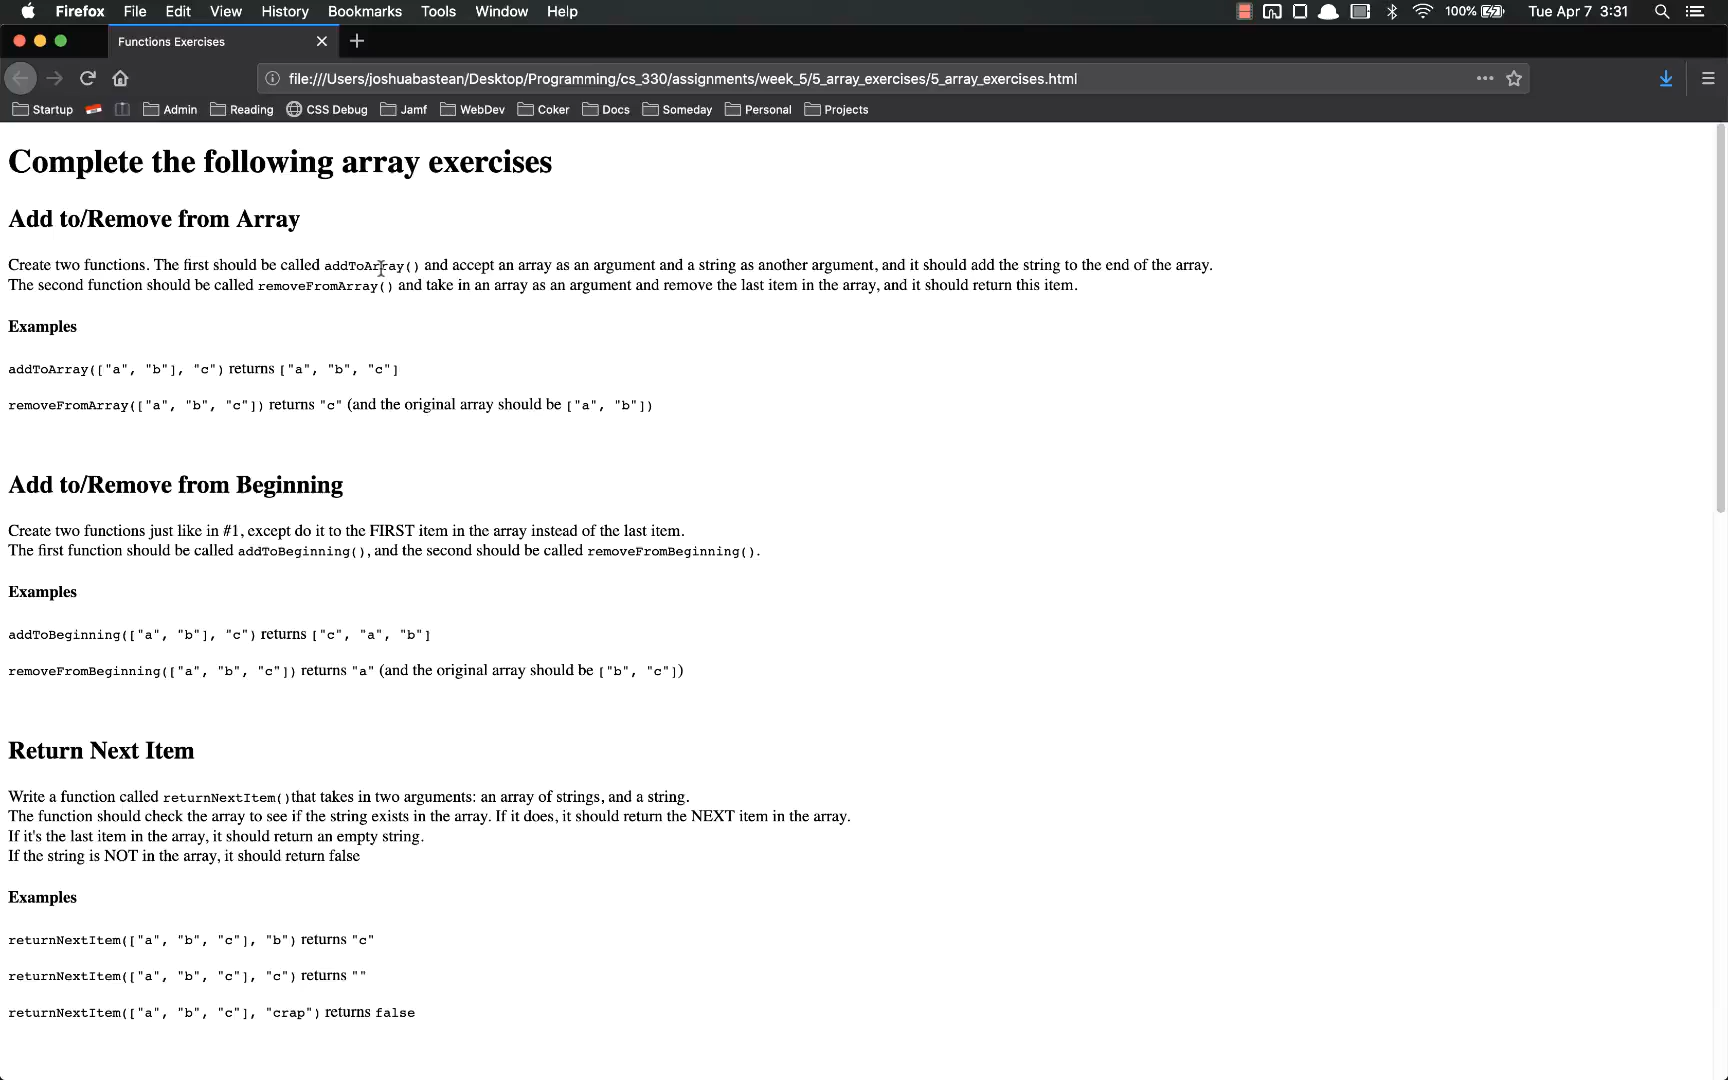 Firefox File Edit View History Bookmarks Tools Window Help 100% Tue Apr 7 3:31
Functions Exercises
file:///Users/joshuabastean/Desktop/Programming/cs_330/assignments/week_5/5_array_exercises/5_array_exercises.html
Startup Admin Reading CSS Debug Jamf WebDev Coker Docs Someday Personal Projects
Complete the following array exercises
Add to/Remove from Array
Create two functions. The first should be called addToArray() and accept an array as an argument and a string as another argument, and it should add the string to the end of the array.
The second function should be called removeFromArray() and take in an array as an argument and remove the last item in the array, and it should return this item.
Examples
addToArray(["a", "b"], "c") returns ["a", "b", "c"]
removeFromArray(["a", "b", "c"]) returns "c" (and the original array should be ["a", "b"])
Add to/Remove from Beginning
Create two functions just like in #1, except do it to the FIRST item in the array instead of the last item.
The first function should be called addToBeginning(), and the second should be called removeFromBeginning().
Examples
addToBeginning(["a", "b"], "c") returns ["c", "a", "b"]
removeFromBeginning(["a", "b", "c"]) returns "a" (and the original array should be ["b", "c"])
Return Next Item
Write a function called returnNextItem()that takes in two arguments: an array of strings, and a string.
The function should check the array to see if the string exists in the array. If it does, it should return the NEXT item in the array.
If it's the last item in the array, it should return an empty string.
If the string is NOT in the array, it should return false
Examples
returnNextItem(["a", "b", "c"], "b") returns "c"
returnNextItem(["a", "b", "c"], "c") returns ""
returnNextItem(["a", "b", "c"], "crap") returns false